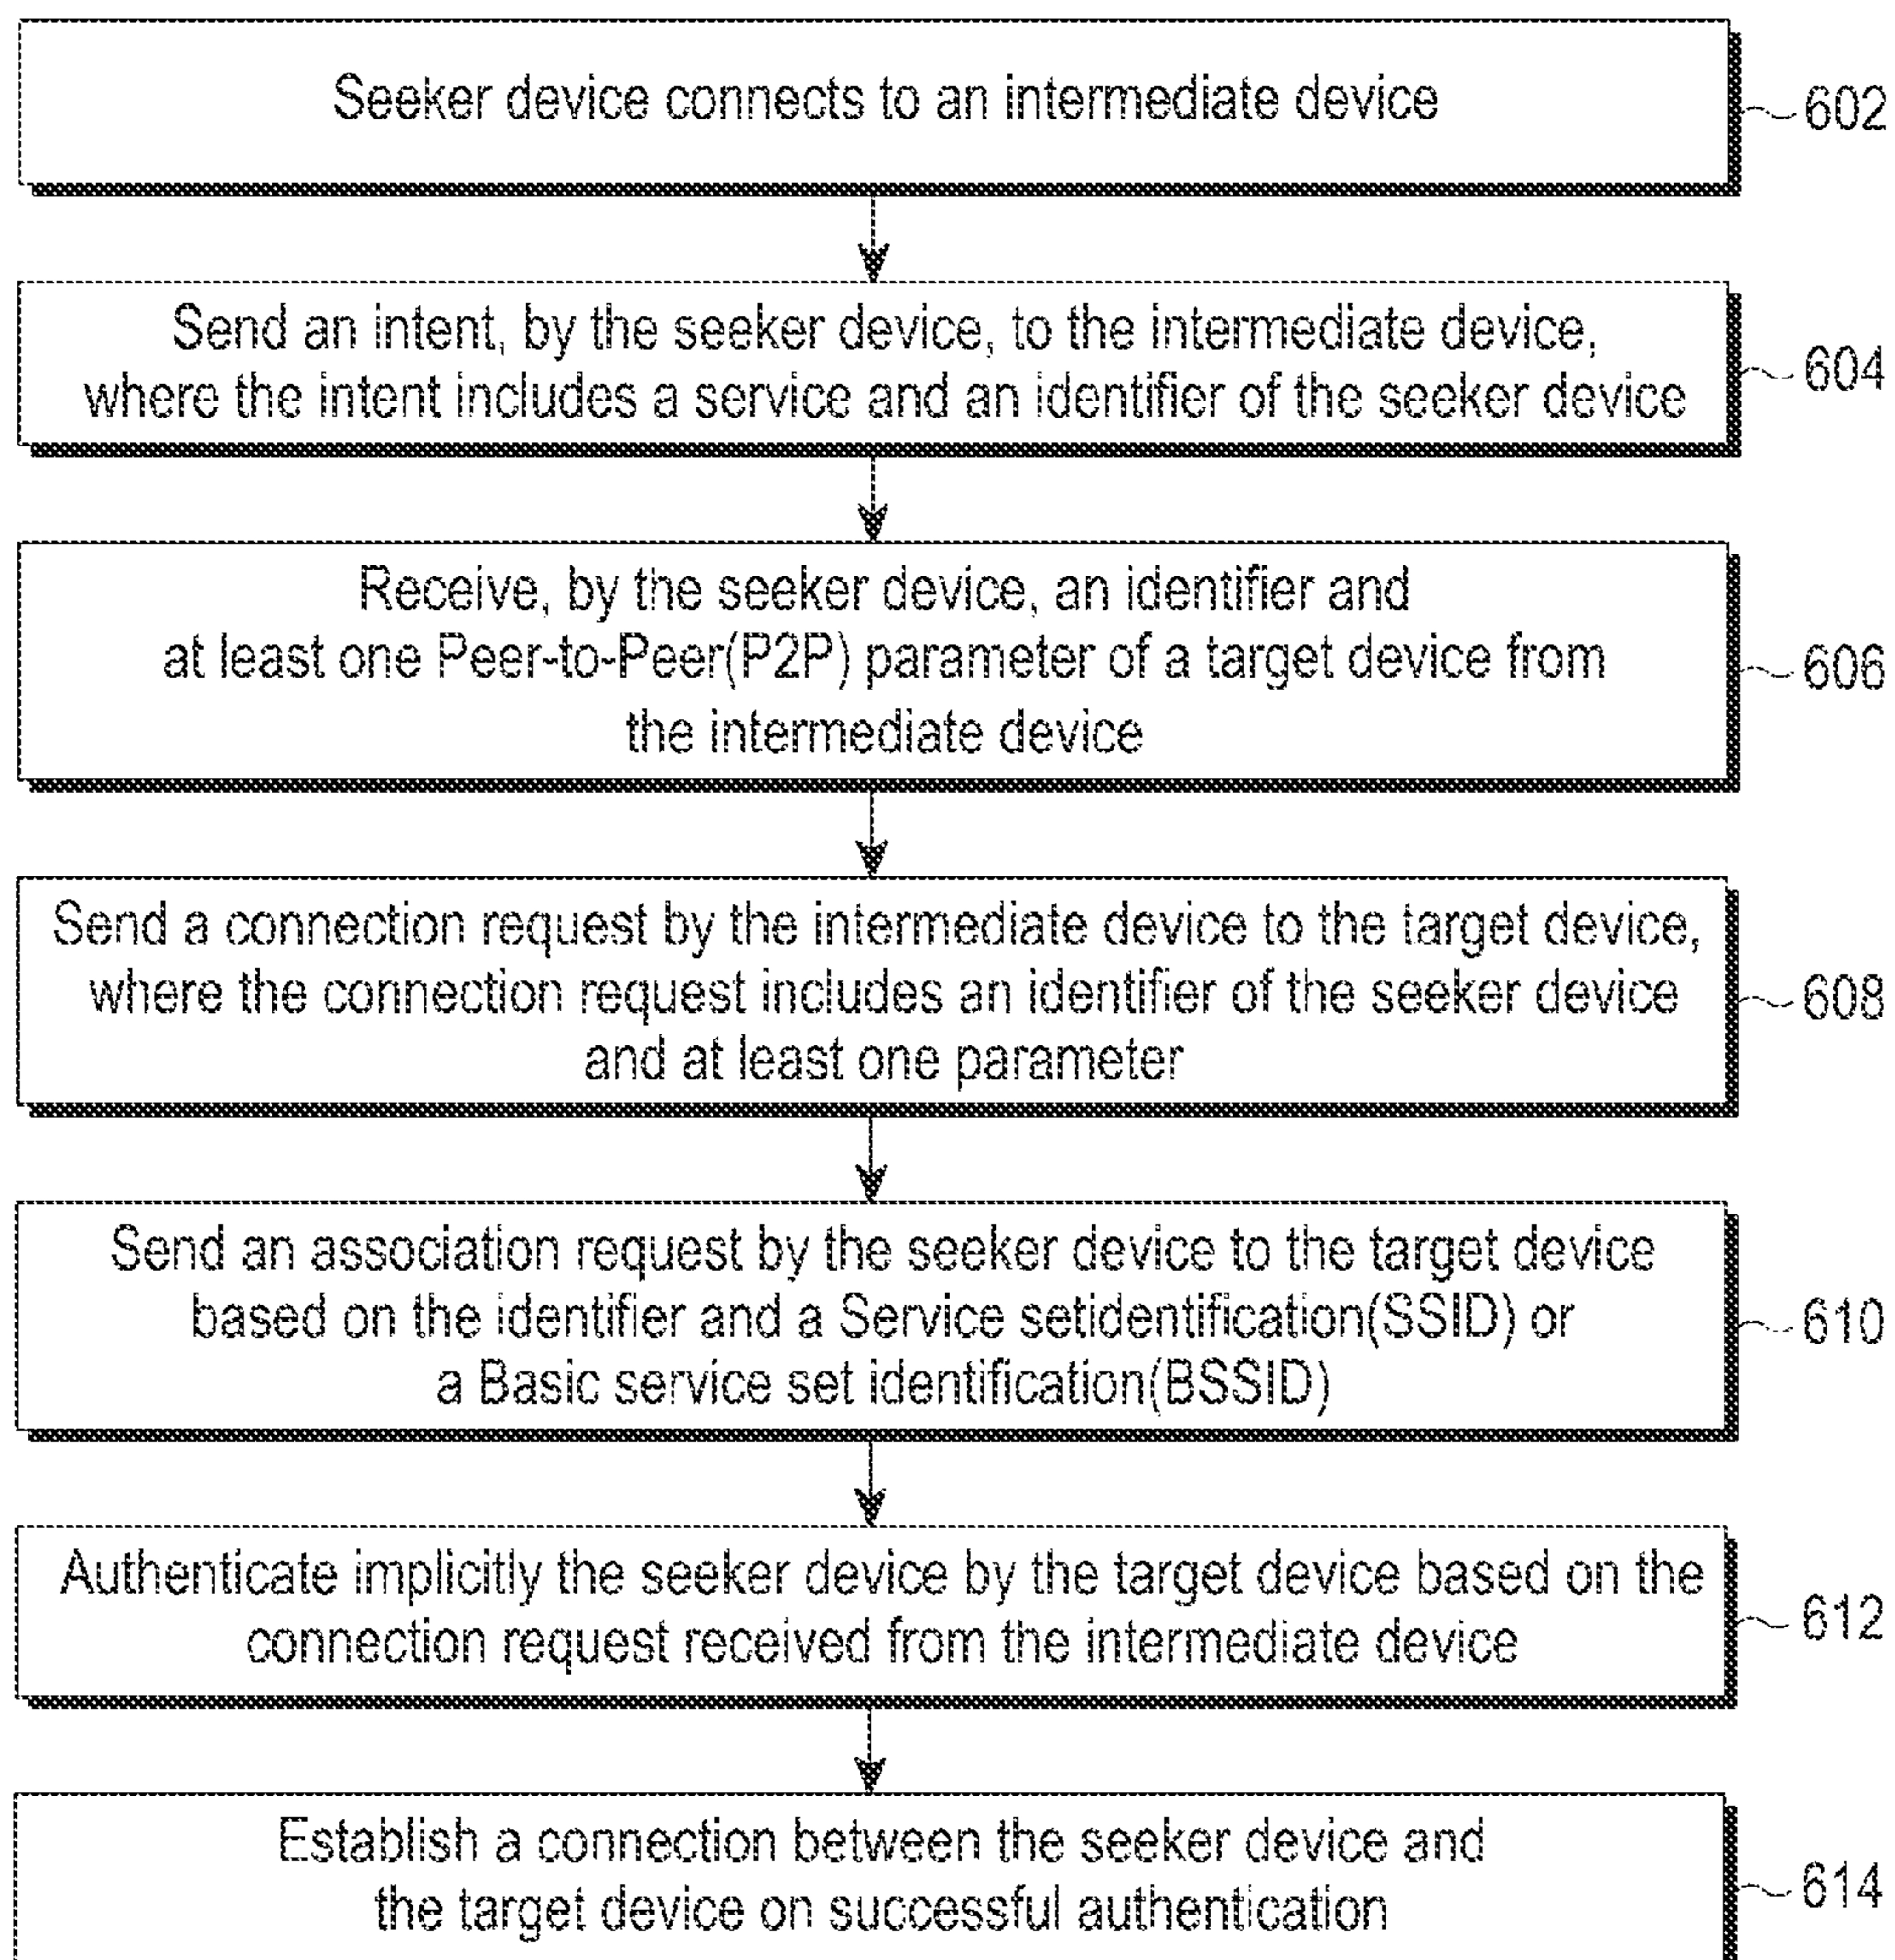 Seeker device connects to an intermediate device
602
Send an intent, by the seeker device, to the intermediate device,
where the intent includes a service and an identifier of the seeker device
604
Receive, by the seeker device, an identifier and
at least one Peer-to-Peer(P2P) parameter of a target device from
the intermediate device
606
Send a connection request by the intermediate device to the target device,
where the connection request includes an identifier of the seeker device
and at least one parameter
608
Send an association request by the seeker device to the target device
based on the identifier and a Service setidentification(SSID) or
a Basic service set identification(BSSID)
610
Authenticate implicitly the seeker device by the target device based on the
connection request received from the intermediate device
612
Establish a connection between the seeker device and
the target device on successful authentication
614